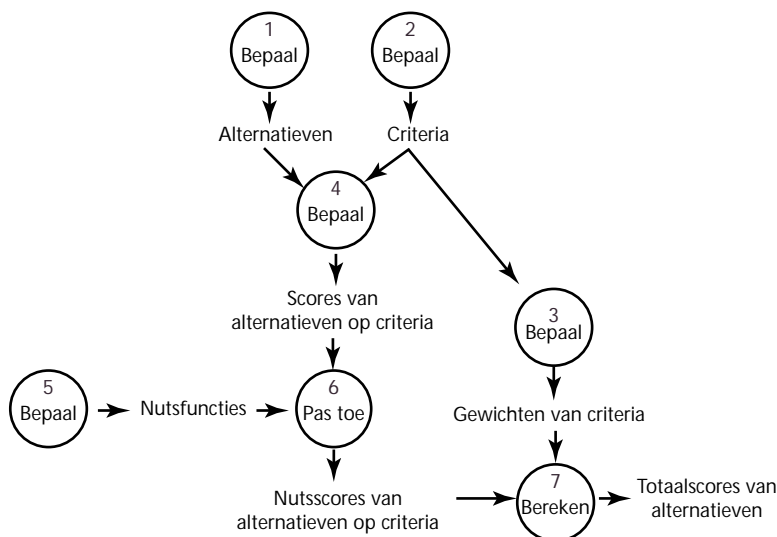 1
Bepaal
2
Bepaal
Alternatieven
Criteria
4
Bepaal
Scores van
alternatieven op criteria
3
Bepaal
5
Bepaal
Nutsfuncties
6
Pas toe
Gewichten van criteria
Nutsscores van
alternatieven op criteria
7
Bereken
Totaalscores van
alternatieven